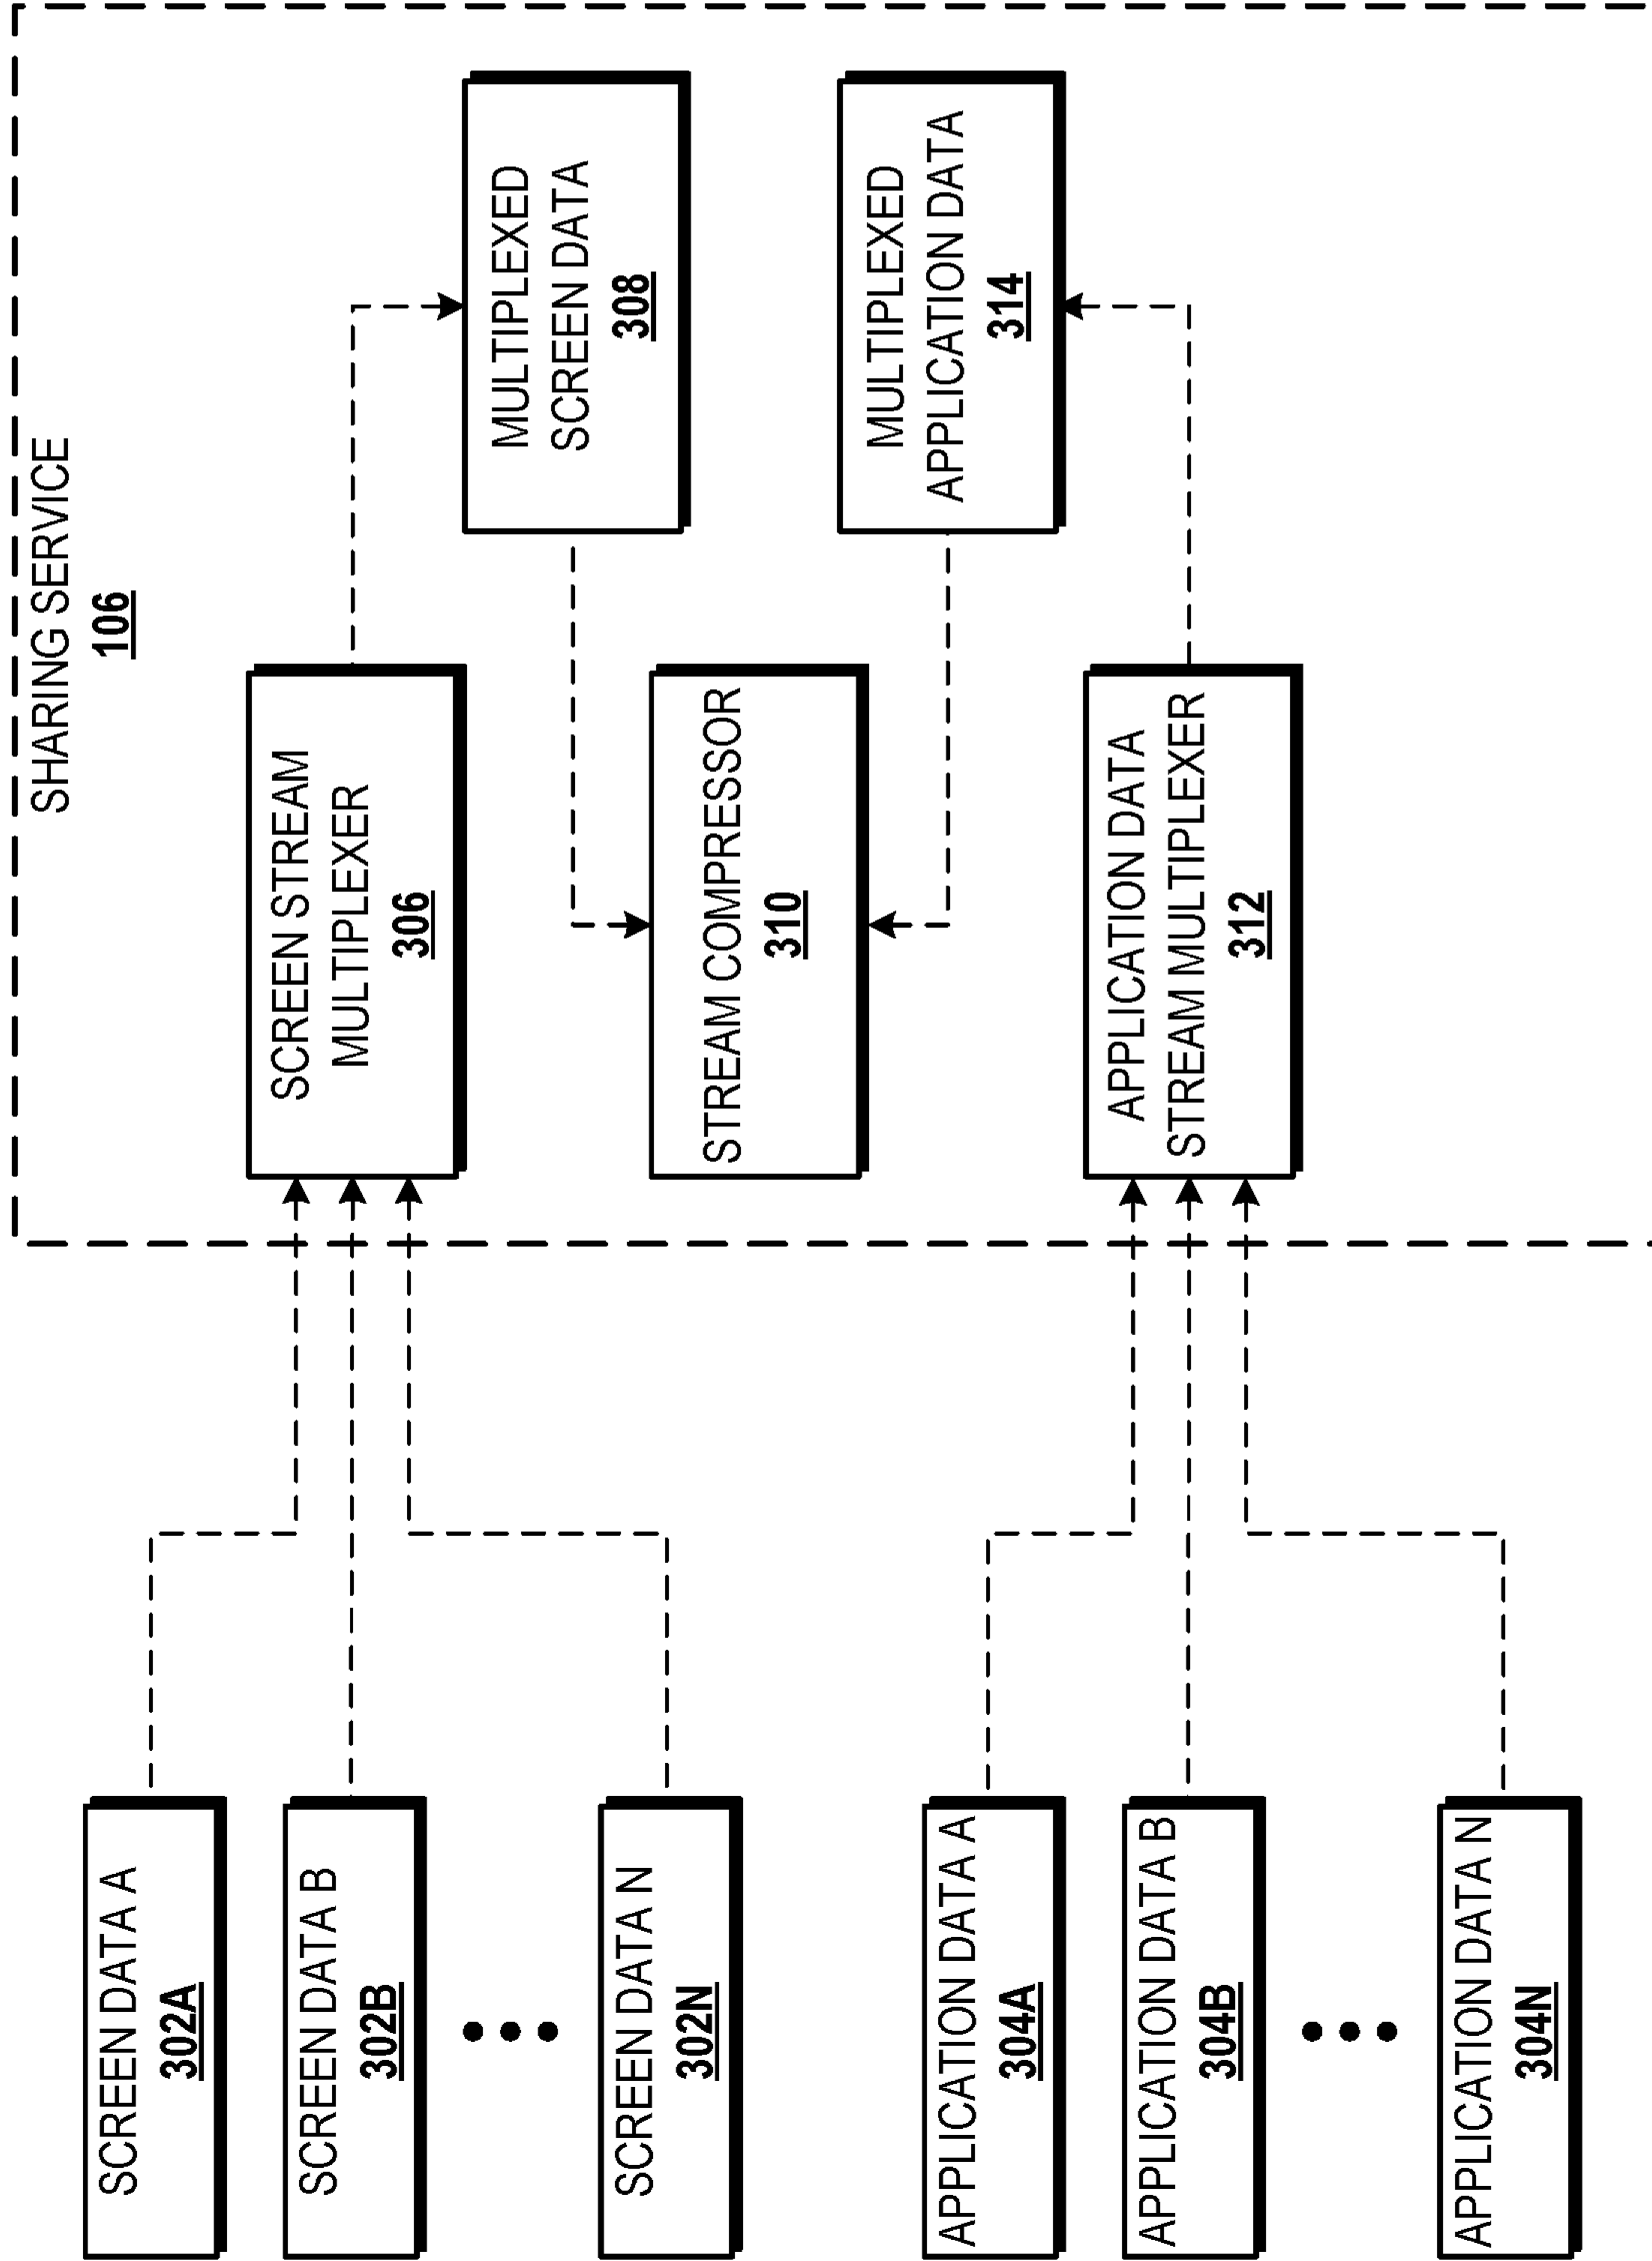 SHARING SERVICE
106
SCREEN DATA A
302A
SCREEN DATA B
302B
SCREEN DATA N
302N
APPLICATION DATA A
304A
APPLICATION DATA B
304B
APPLICATION DATA N
304N
SCREEN STREAM
MULTIPLEXER
306
STREAM COMPRESSOR
310
APPLICATION DATA
STREAM MULTIPLEXER
312
MULTIPLEXED
SCREEN DATA
308
MULTIPLEXED
APPLICATION DATA
314